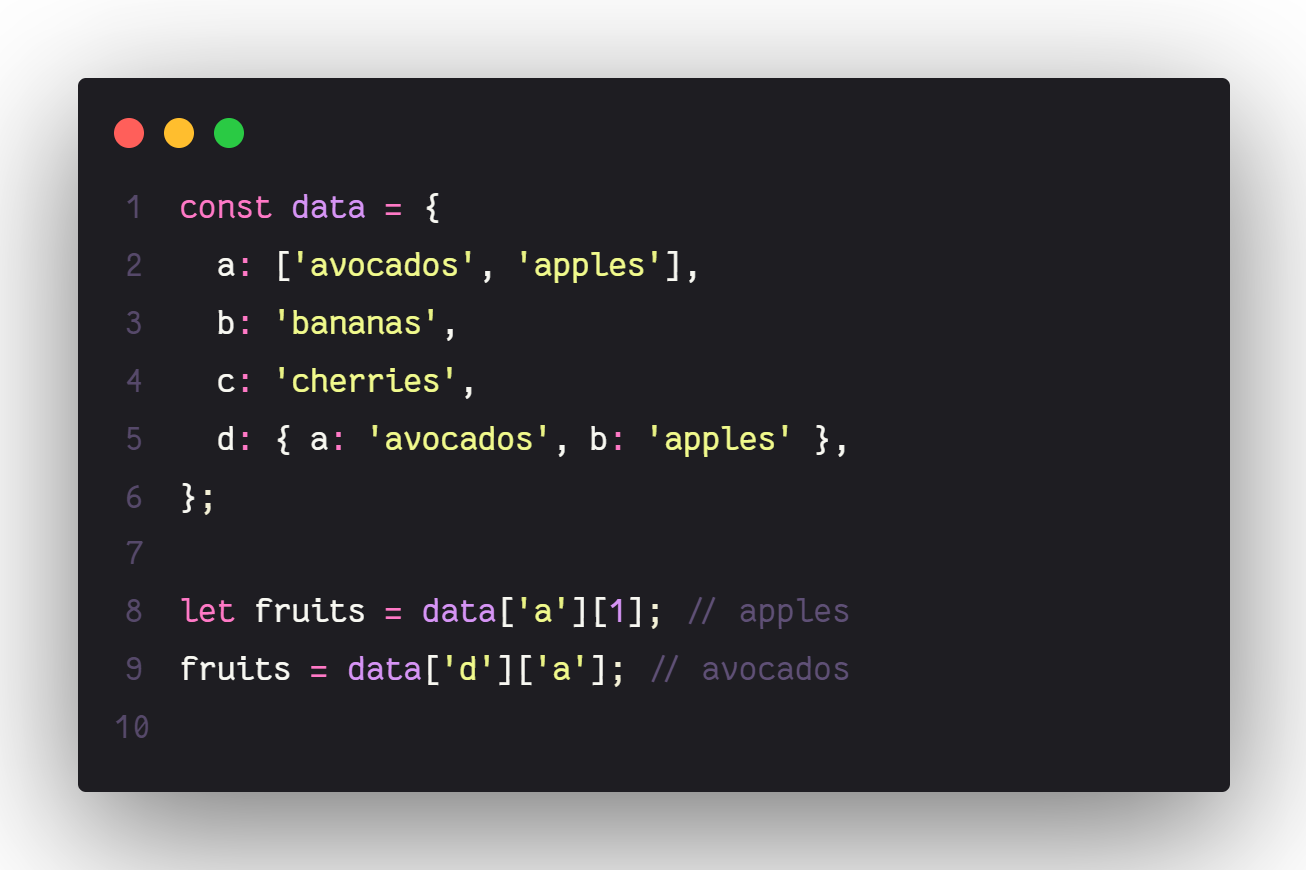 1 const data = {
2   a: ['avocados', 'apples'],
3   b: 'bananas',
4   c: 'cherries',
5   d: { a: 'avocados', b: 'apples' },
6 };
7
8 let fruits = data['a'][1]; // apples
9 fruits = data['d']['a']; // avocados
10